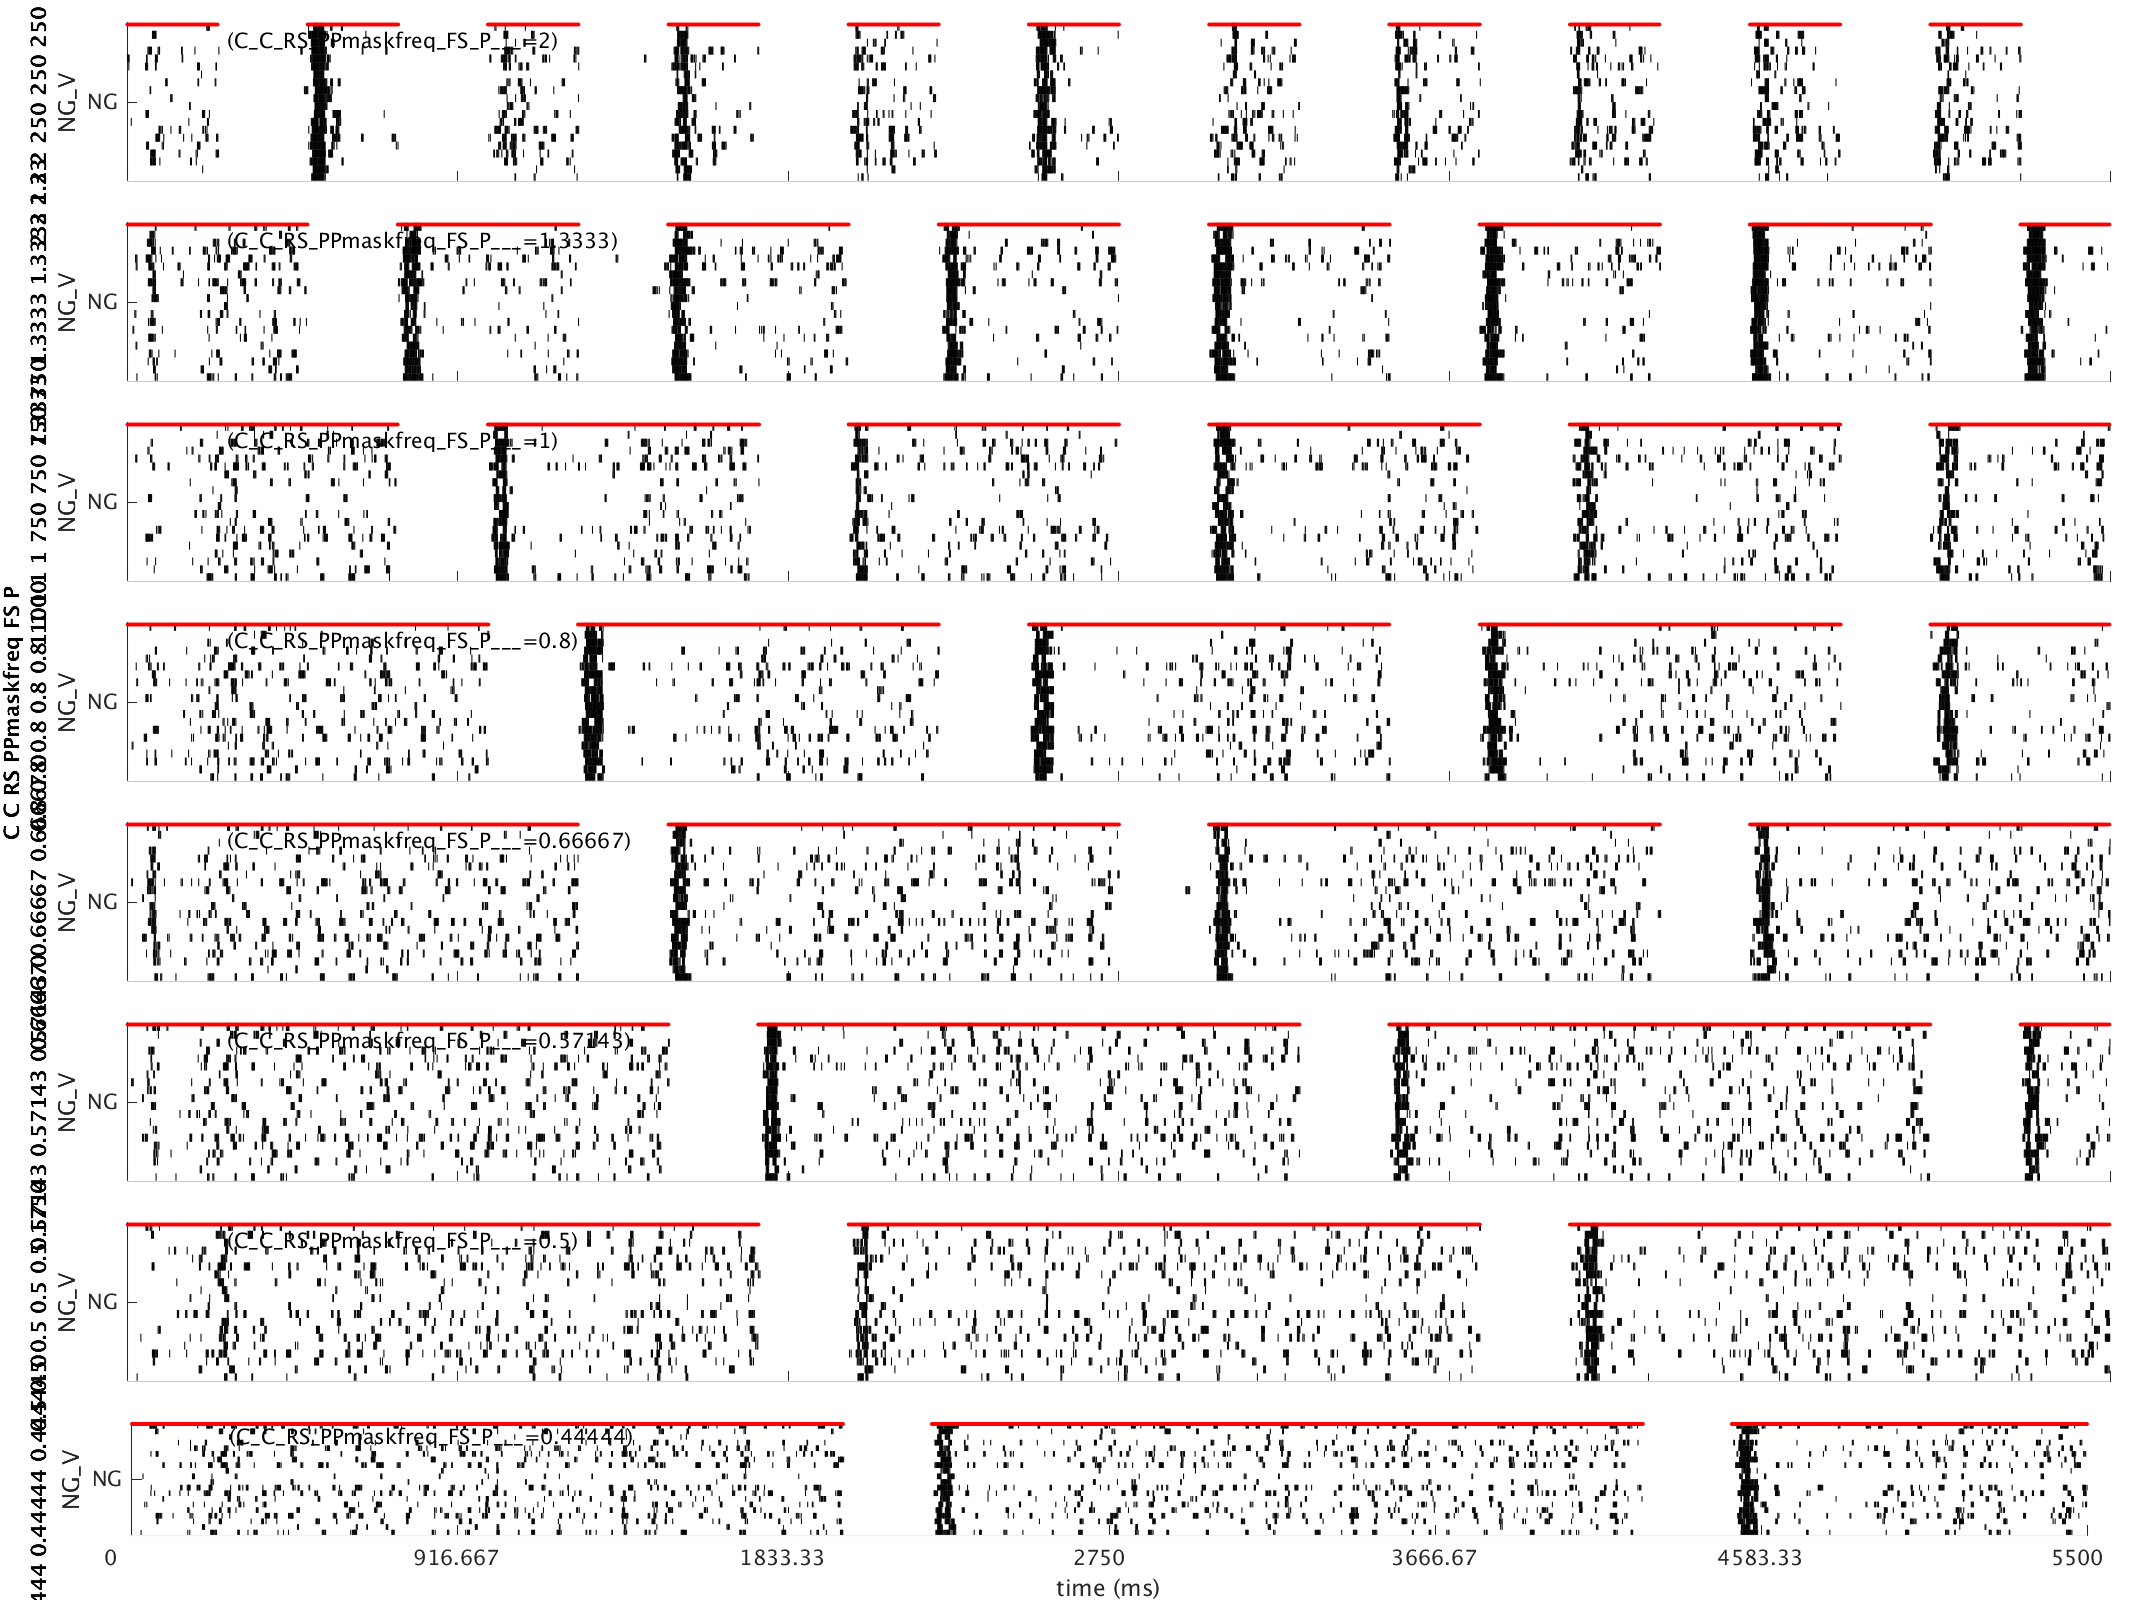 (C_C_RS_PPmaskfreq_FS_P___=2)
NG_V
NG
(C_C_RS_PPmaskfreq_FS_P___=1.3333)
NG_V
NG
(C_C_RS_PPmaskfreq_FS_P___=1)
NG_V
NG
(C_C_RS_PPmaskfreq_FS_P___=0.8)
NG_V
NG
(C_C_RS_PPmaskfreq_FS_P___=0.66667)
NG_V
NG
(C_C_RS_PPmaskfreq_FS_P___=0.57143)
NG_V
NG
(C_C_RS_PPmaskfreq_FS_P___=0.5)
NG_V
NG
(C_C_RS_PPmaskfreq_FS_P___=0.44444)
NG_V
NG
C C RS PPmaskfreq FS P
0 916.667 1833.33 2750 3666.67 4583.33 5500
time (ms)